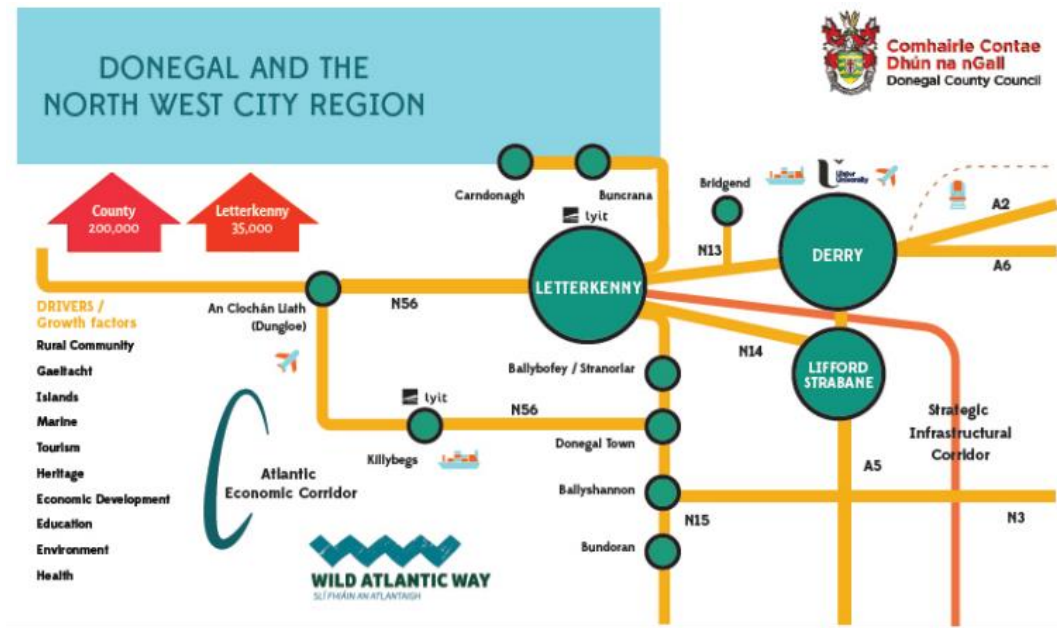 DONEGAL AND THE
NORTH WEST CITY REGION
Comhairle Contae
Dhún na nGall
Donegal County Council
County
200,000
Letterkenny
35,000
Carndonagh
Buncrana
Bridgend
Ulster
University
lyit
A2
A6
N13
DERRY
LETTERKENNY
N56
An Clochán Liath
(Dungloe)
N14
LIFFORD
STRABANE
DRIVERS /
Growth factors
Rural Community
Gaeltacht
Islands
Marine
Tourism
Heritage
Economic Development
Education
Environment
Health
Ballybofey / Stranorlar
lyit
N56
Killybegs
Donegal Town
Strategic
Infrastructural
Corridor
A5
Atlantic
Economic Corridor
Ballyshannon
N15
N3
Bundoran
WILD ATLANTIC WAY
SLÍ FHIÁIN AN ATLANTAIGH